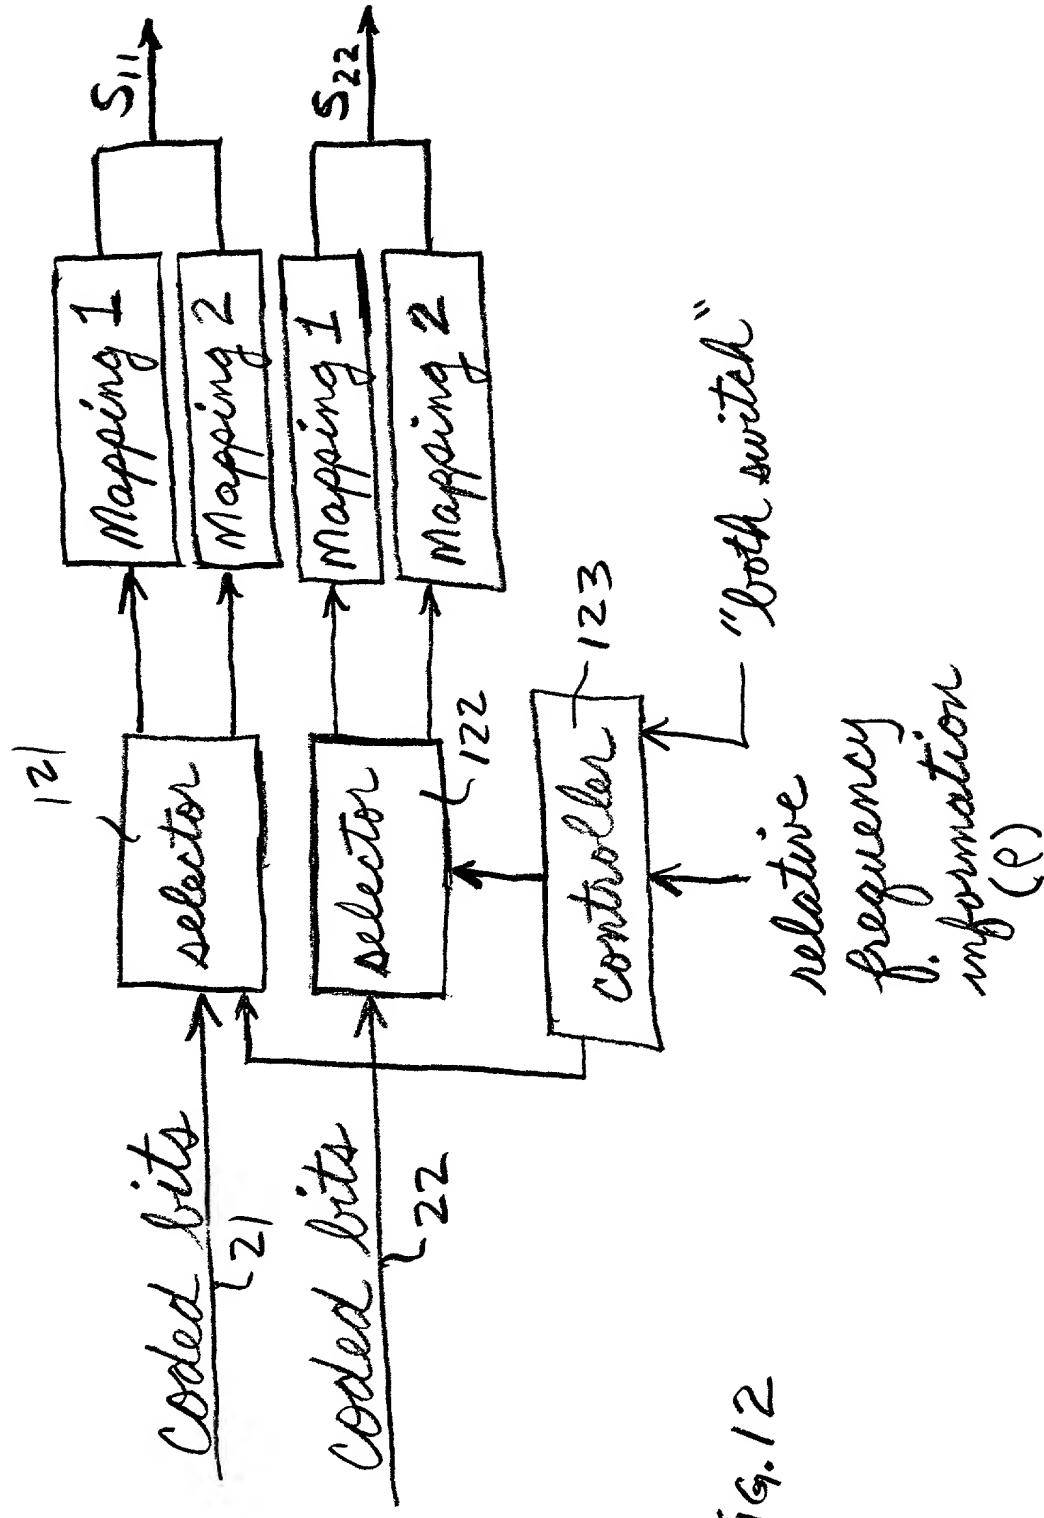 S11
S22
Mapping 1
Mapping 2
Mapping 1
Mapping 2
121
selector
selector
122
controller
123
"both switch"
relative
frequency
information
(ρ)
coded bits
21
coded bits
22
FIG. 12